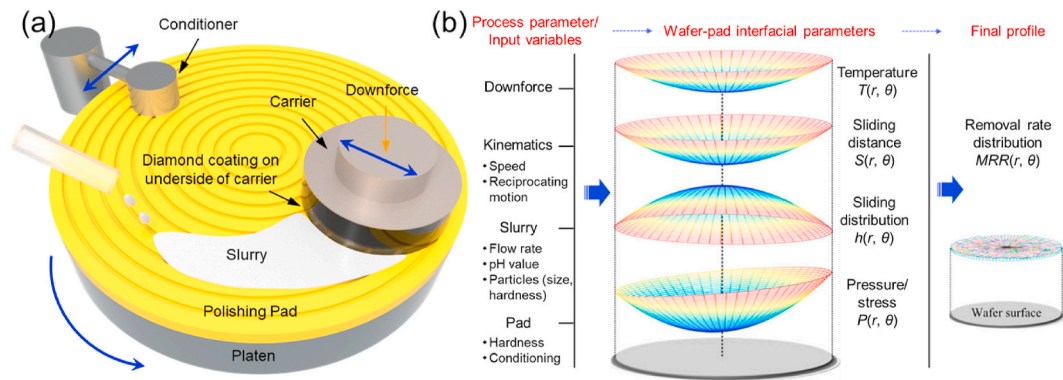 (a)
Conditioner
Carrier
Downforce
Diamond coating on
underside of carrier
Slurry
Polishing Pad
Platen
(b)
Process parameter/
Input variables
Wafer-pad interfacial parameters
Final profile
Downforce
Kinematics
• Speed
• Reciprocating
motion
Slurry
• Flow rate
• pH value
• Particles (size,
hardness)
Pad
• Hardness
• Conditioning
Temperature
T(r, θ)
Sliding
distance
S(r, θ)
Sliding
distribution
h(r, θ)
Pressure/
stress
P(r, θ)
Removal rate
distribution
MRR(r, θ)
Wafer surface